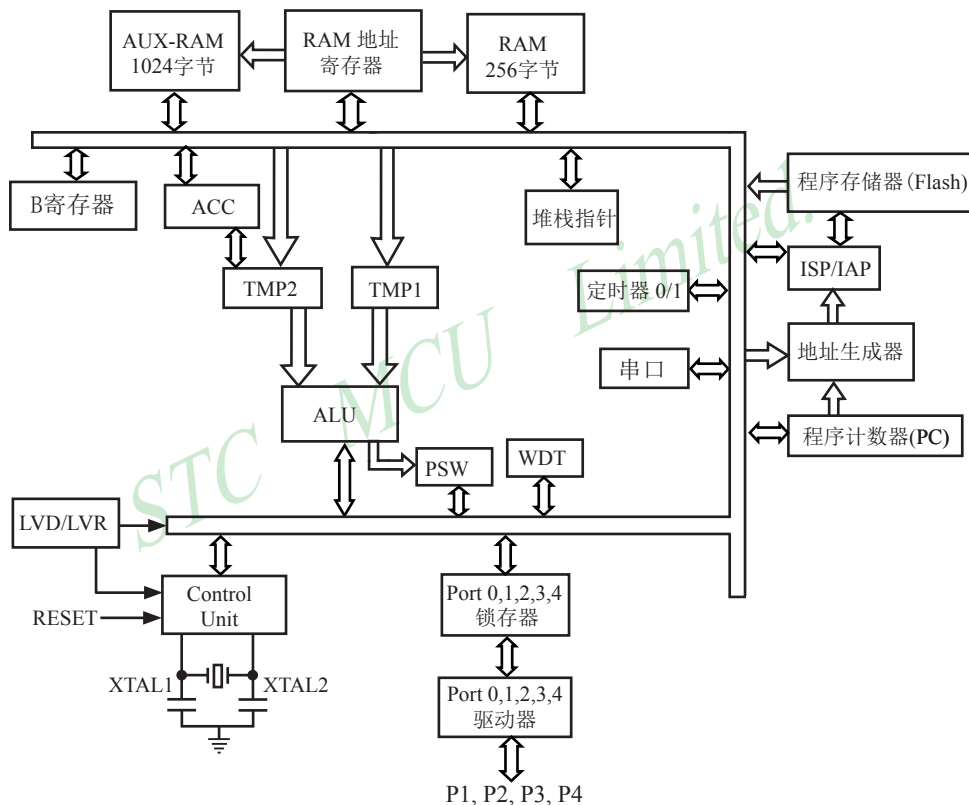 AUX-RAM
1024字节
RAM 地址
寄存器
RAM
256字节
B寄存器
ACC
堆栈指针
程序存储器(Flash)
TMP2
TMP1
定时器 0/1
ISP/IAP
串口
地址生成器
ALU
PSW
WDT
程序计数器(PC)
STC MCU Limited.
LVD/LVR
RESET
Control
Unit
Port 0,1,2,3,4
锁存器
XTAL1
XTAL2
Port 0,1,2,3,4
驱动器
P1, P2, P3, P4